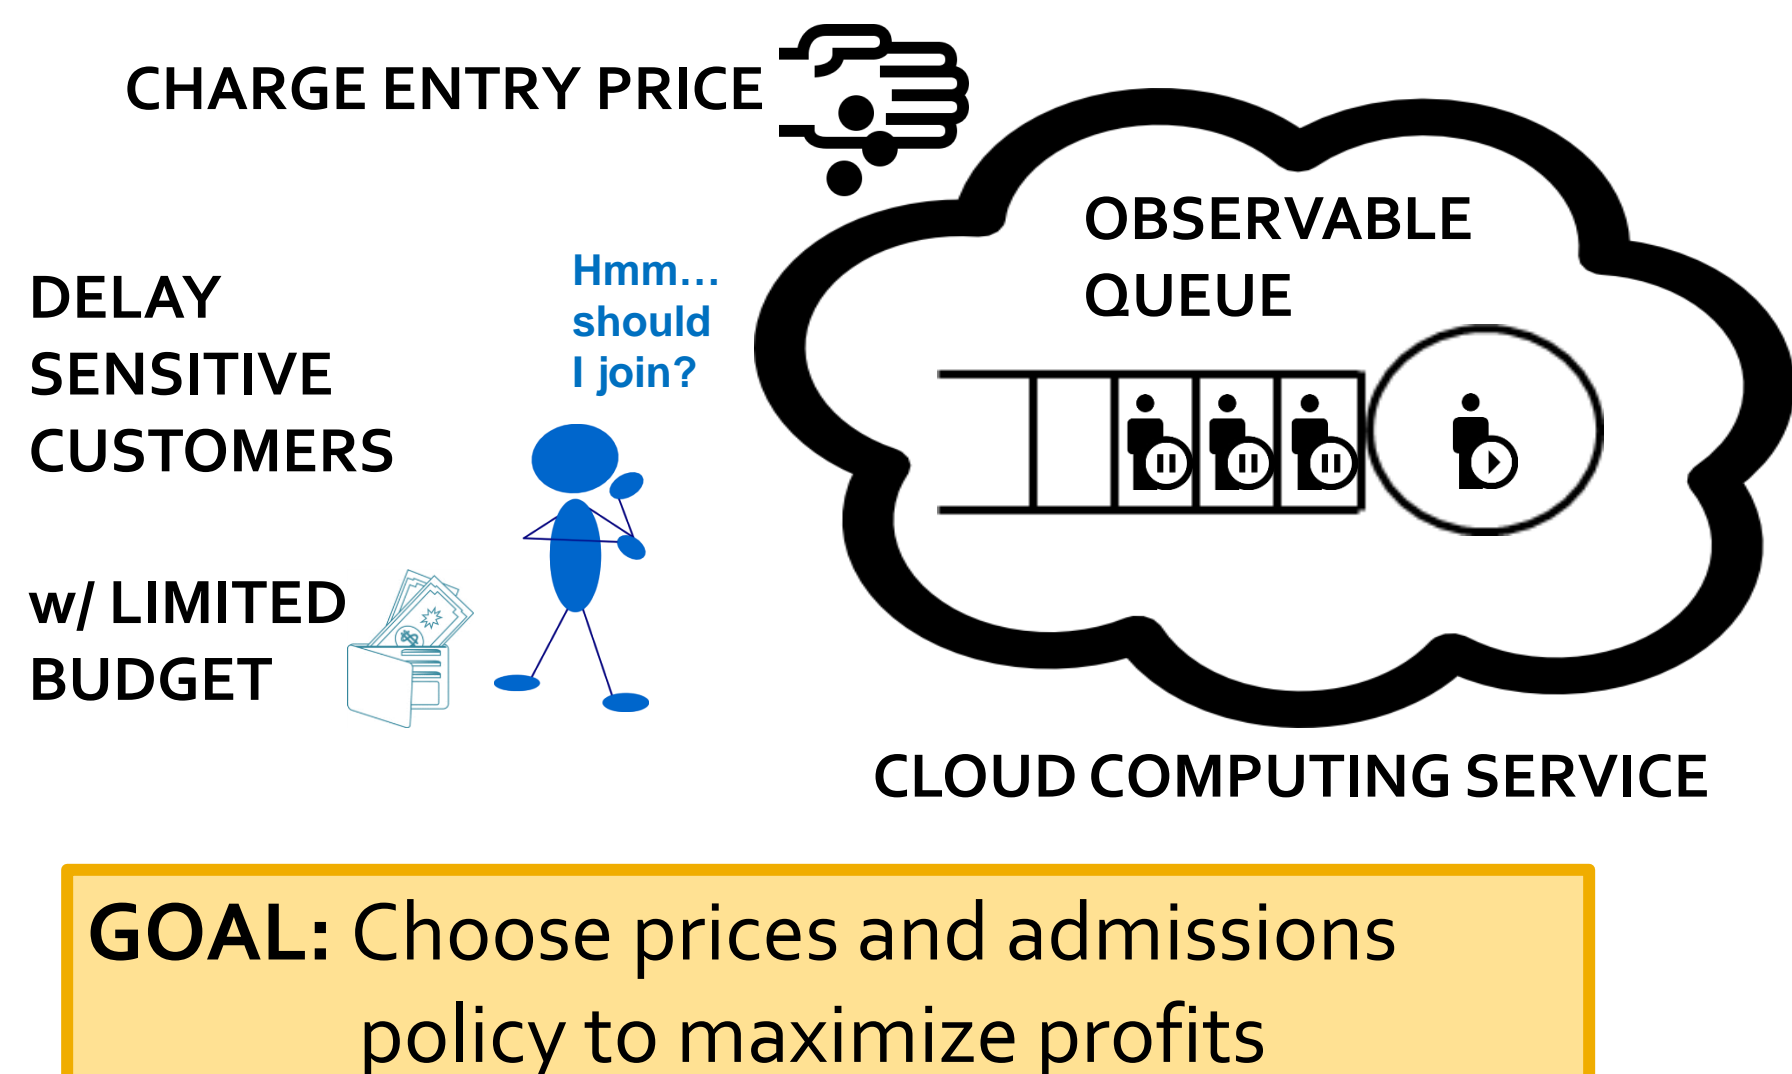 CHARGE ENTRY PRICE
OBSERVABLE
QUEUE
DELAY
SENSITIVE
CUSTOMERS
Hmm...
should
I join?
w/ LIMITED
BUDGET
CLOUD COMPUTING SERVICE
GOAL: Choose prices and admissions
policy to maximize profits